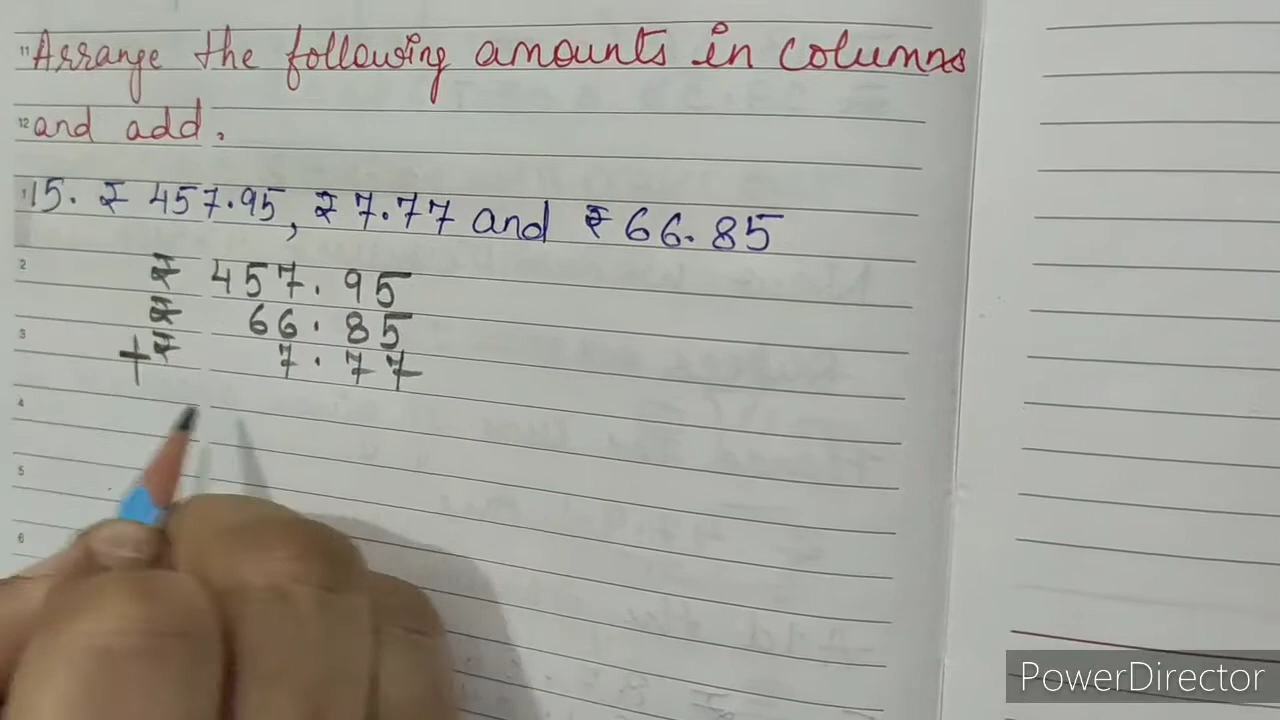 Arrange the following amounts in columns
and add.
15. ₹ 457.95, ₹ 7.77 and ₹ 66.85
₹ 457.95
₹ 66.85
+ ₹ 7.77
PowerDirector